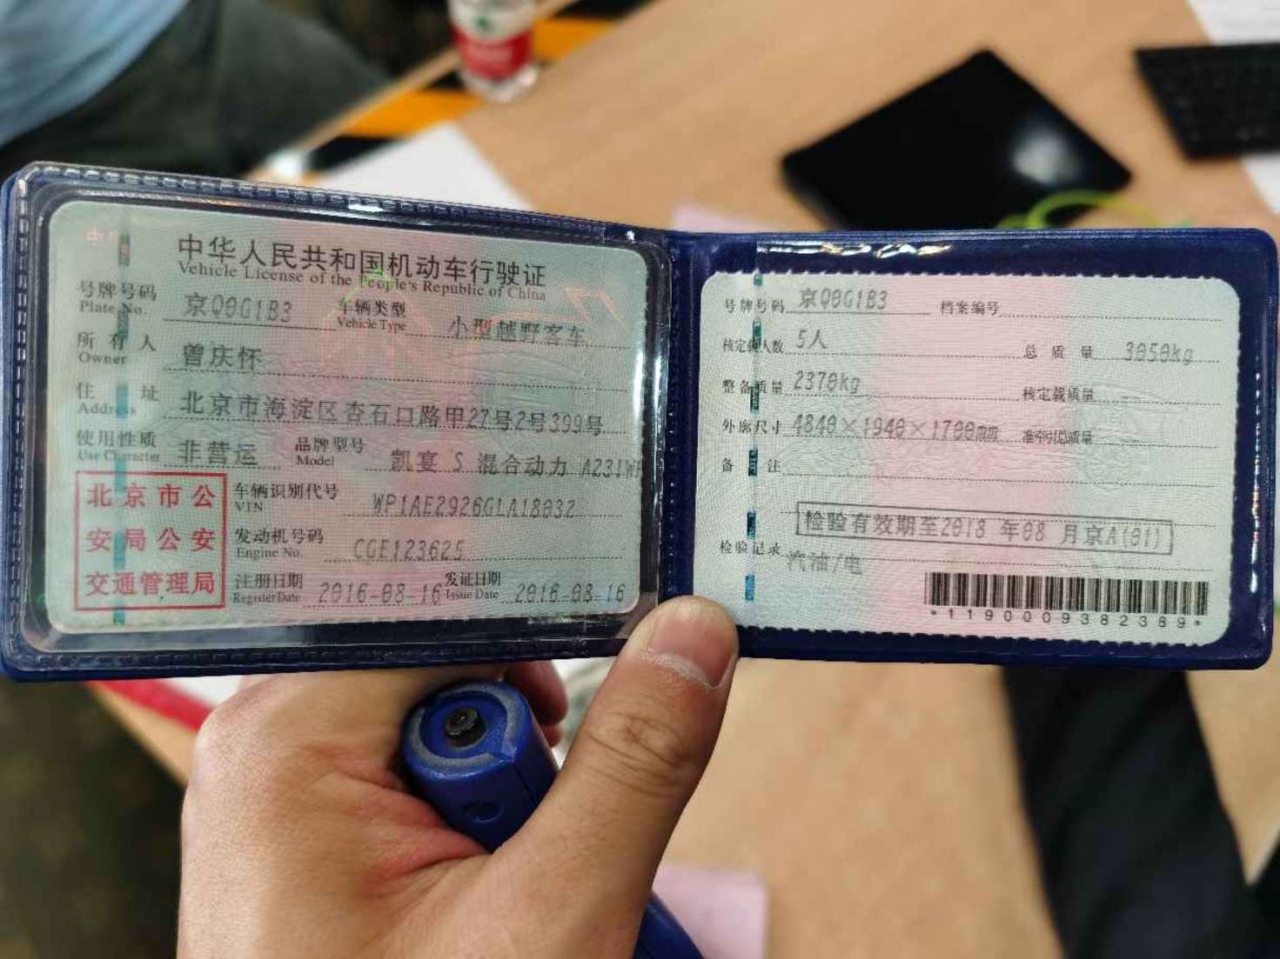 中华人民共和国机动车行驶证
Vehicle License of the People's Republic of China
号牌号码 京Q0G1B3 车辆类型 小型越野客车
Plate No. Vehicle Type
所有人 曾庆怀
Owner
住址 北京市海淀区杏石口路甲27号2号399号
Address
使用性质 非营运 品牌型号 凯宴 S 混合动力 A231W
Use Character Model
北京市公
安局公安
交通管理局
车辆识别代号 WP1AE2926GLA18032
VIN
发动机号码 CGE123625
Engine No.
注册日期 2016-08-16 发证日期 2016-08-16
Register Date Issue Date
号牌号码 京Q0G1B3 档案编号
核定载人数 5人 总质量 3050kg
整备质量 2370kg 核定载质量
外廓尺寸 4840×1940×1700mm 准牵引总质量
备注
检验有效期至2018 年08 月京A(01)
检验记录 汽油/电
*1190009382389*